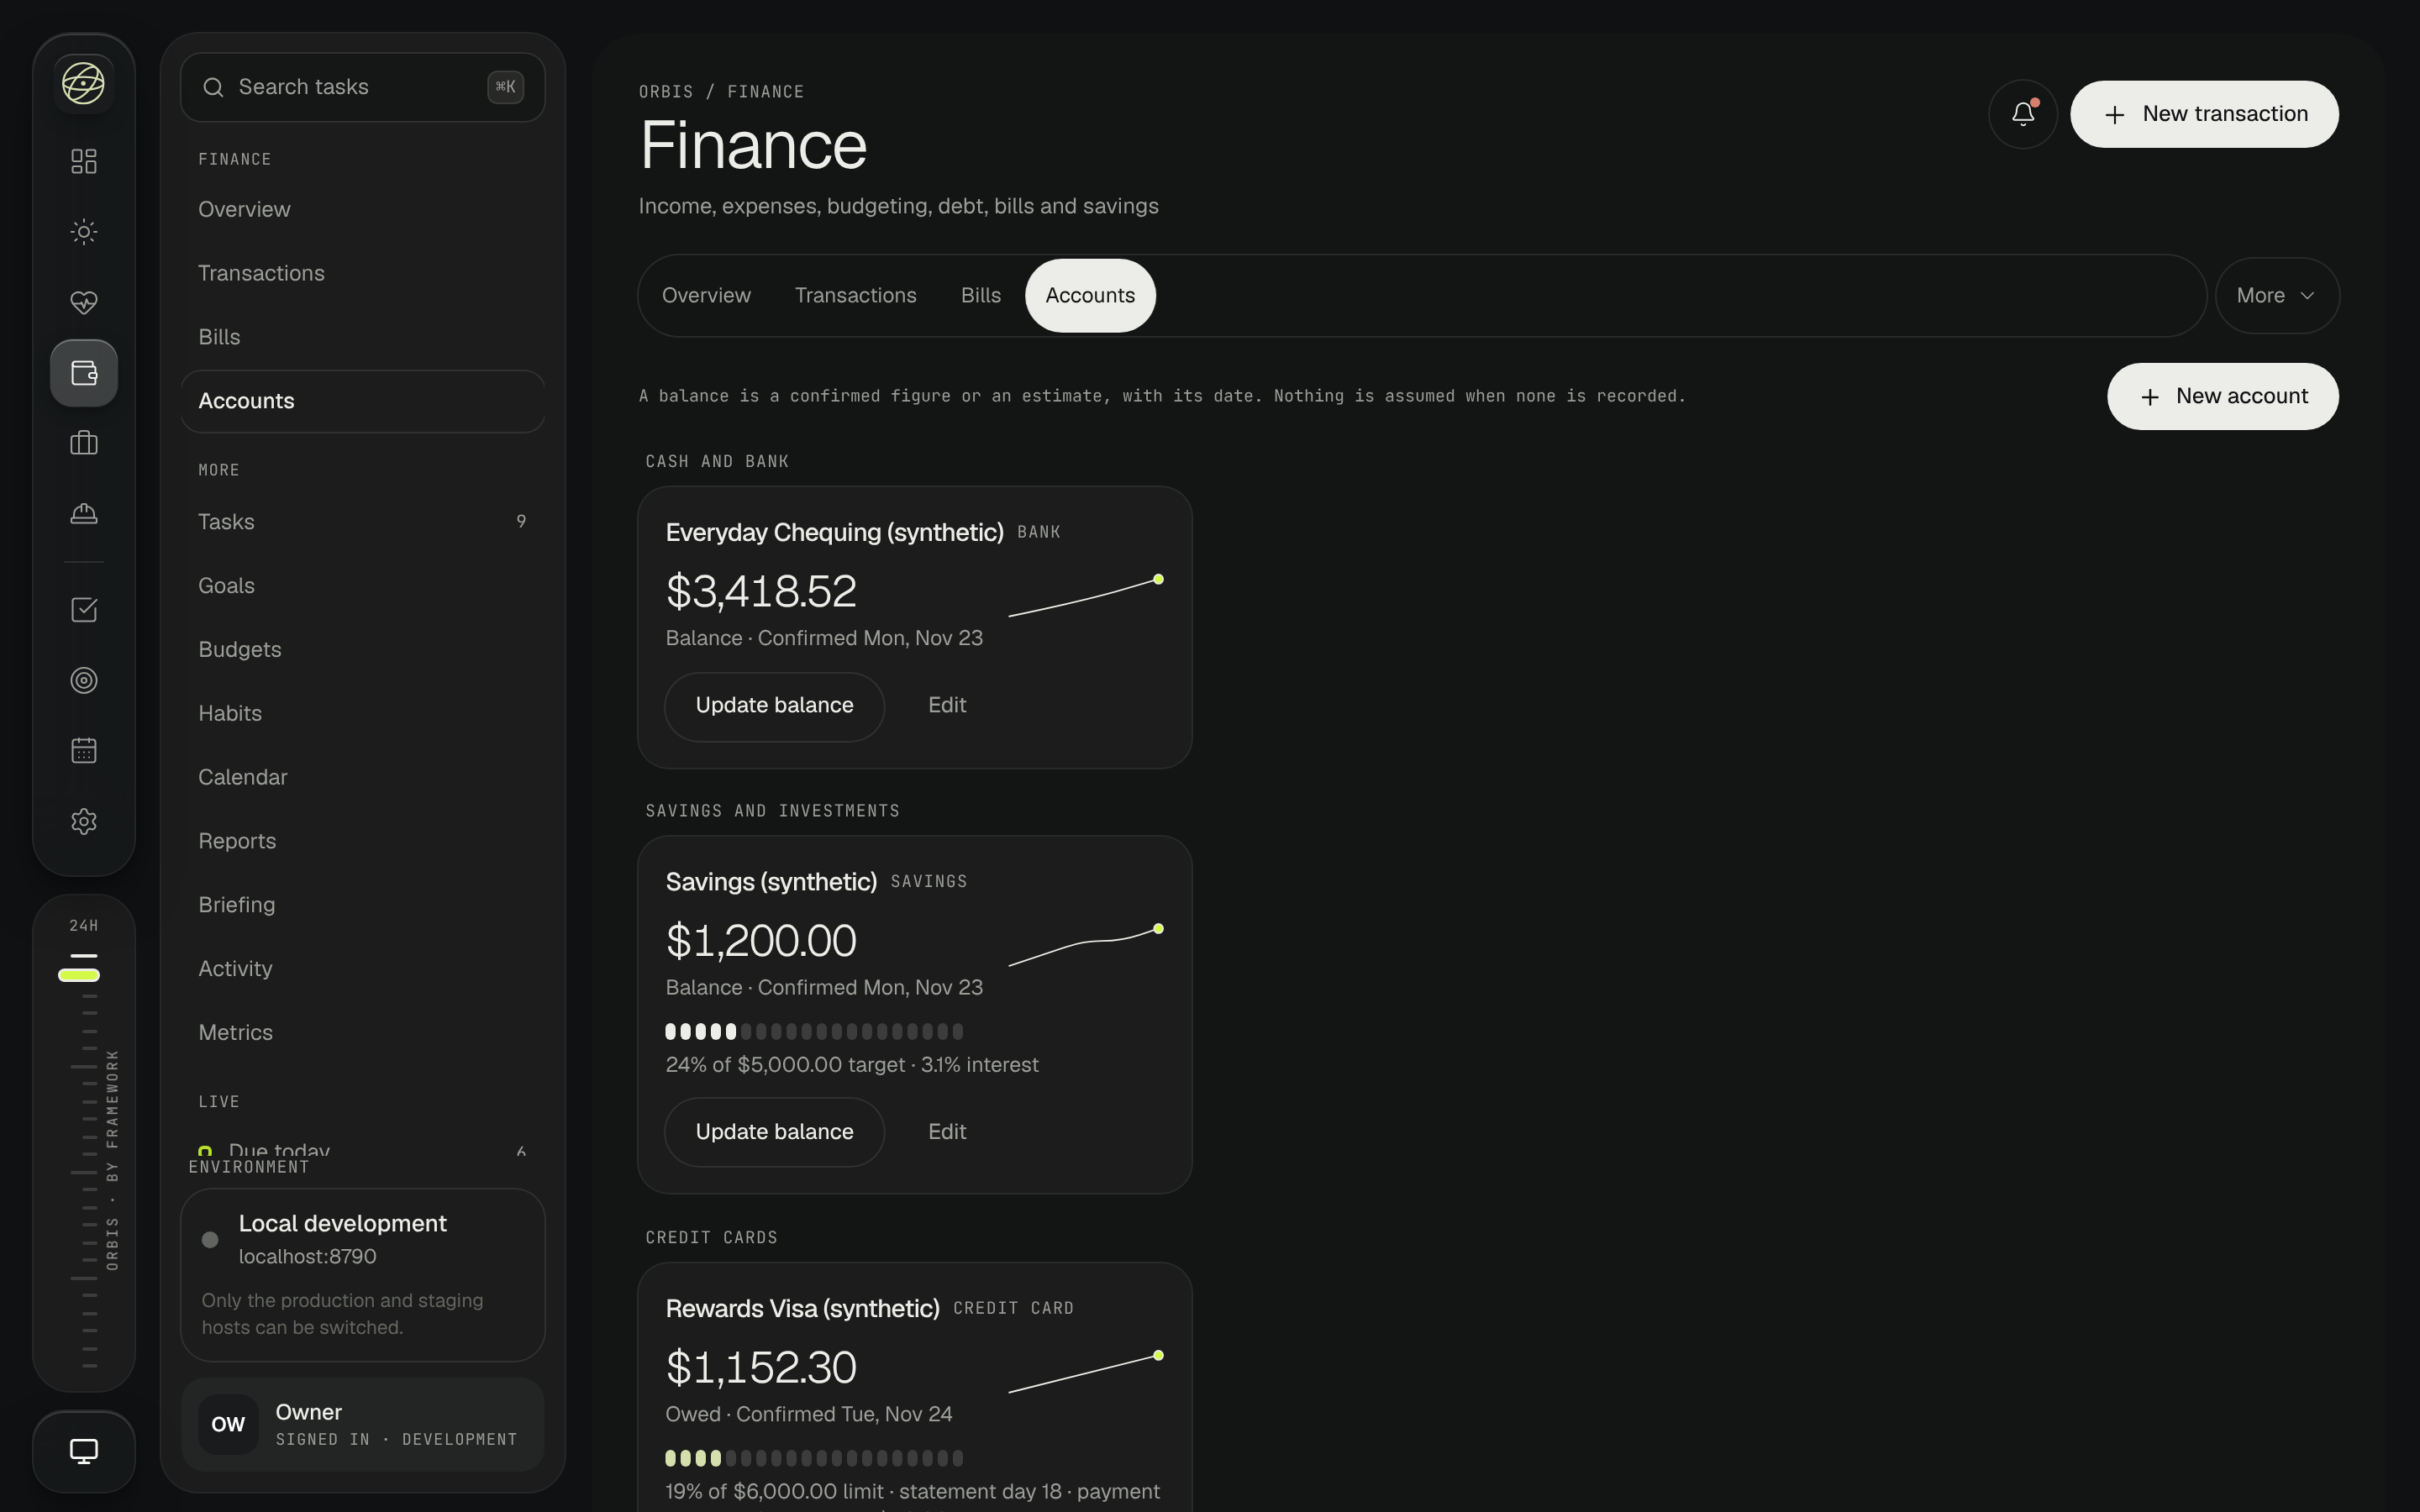 Search tasks
⌘K
FINANCE
Overview
Transactions
Bills
Accounts
MORE
Tasks 9
Goals
Budgets
Habits
Calendar
Reports
Briefing
Activity
Metrics
LIVE
Due today 6
ENVIRONMENT
Local development
localhost:8790
Only the production and staging
hosts can be switched.
OW
Owner
SIGNED IN · DEVELOPMENT
24H
ORBIS · BY FRAMEWORK
ORBIS / FINANCE
Finance
Income, expenses, budgeting, debt, bills and savings
New transaction
Overview Transactions Bills Accounts More
A balance is a confirmed figure or an estimate, with its date. Nothing is assumed when none is recorded.
New account
CASH AND BANK
Everyday Chequing (synthetic) BANK
$3,418.52
Balance · Confirmed Mon, Nov 23
Update balance Edit
SAVINGS AND INVESTMENTS
Savings (synthetic) SAVINGS
$1,200.00
Balance · Confirmed Mon, Nov 23
24% of $5,000.00 target · 3.1% interest
Update balance Edit
CREDIT CARDS
Rewards Visa (synthetic) CREDIT CARD
$1,152.30
Owed · Confirmed Tue, Nov 24
19% of $6,000.00 limit · statement day 18 · payment